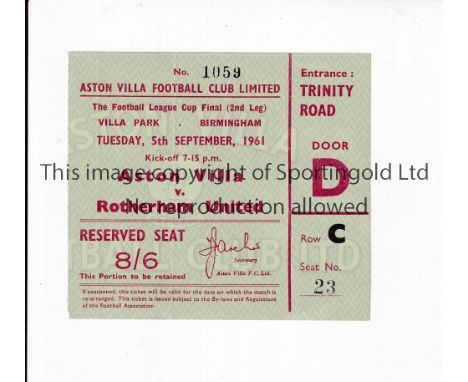 No. 1059
ASTON VILLA FOOTBALL CLUB LIMITED
The Football League Cup Final (2nd Leg)
VILLA PARK . BIRMINGHAM
TUESDAY, 5th SEPTEMBER, 1961
Kick-off 7-15 p.m.
Aston Villa
v.
Rotherham United
RESERVED SEAT
8/6
This Portion to be retained
Secretary
Aston Villa F.C. Ltd.
If postponed, this ticket will be valid for the date on which the match is
re-arranged. This ticket is issued subject to the By-laws and Regulations
of the Football Association
Entrance :
TRINITY
ROAD
DOOR
D
Row C
Seat No.
23
This image copyright of Sportingold Ltd
No reproduction allowed